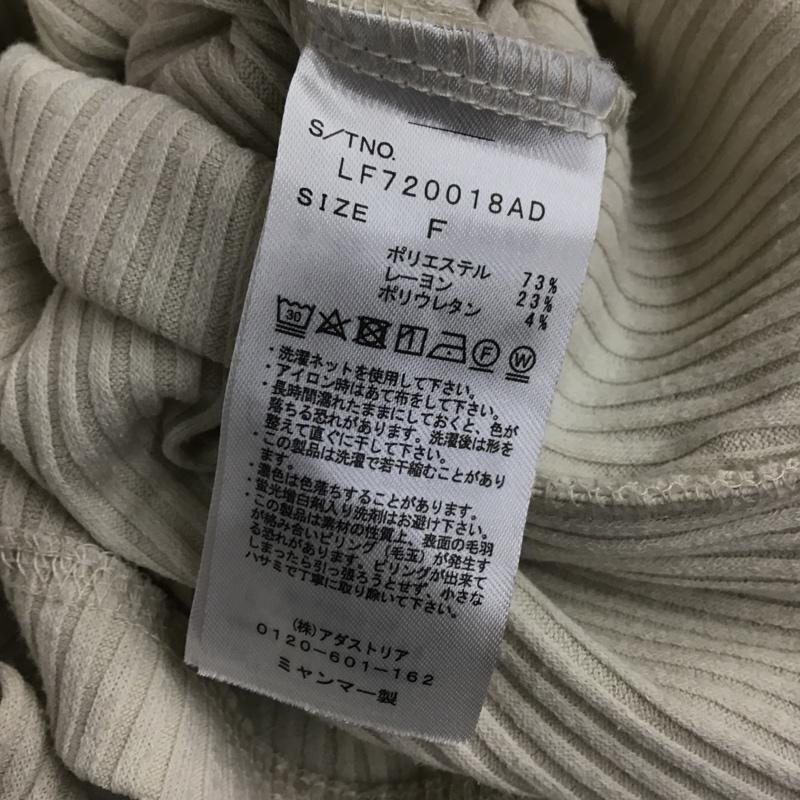 S/TNO.
LF720018AD
SIZE F
ポリエステル 73%
レーヨン 23%
ポリウレタン 4%
30 F W
・洗濯ネットを使用して下さい。
・アイロン時はあて布をして下さい。
・長時間濡れたままにしておくと、色が
落ちる恐れがあります。洗濯後は形を
整えて直ぐに干して下さい。
・この製品は洗濯で若干縮むことがあり
ます。
・濃色は色落ちすることがあります。
・蛍光増白剤入り洗剤はお避け下さい。
・この製品は素材の性質上、表面の毛羽
が絡み合いピリング(毛玉)が発生す
る恐れがあります。ピリングが出来て
しまったら引っ張ろうとせず、小さな
ハサミで丁寧に取り除いて下さい。
(株)アダストリア
0120-601-162
ミャンマー製